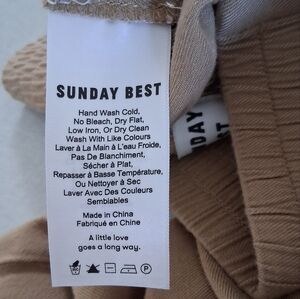 SUNDAY BEST
Hand Wash Cold,
No Bleach, Dry Flat,
Low Iron, Or Dry Clean
Wash With Like Colours
Laver À La Main À L'eau Froide,
Pas De Blanchiment,
Sécher à Plat,
Repasser à Basse Température,
Ou Nettoyer à Sec
Laver Avec Des Couleurs
Semblables
Made in China
Fabriqué en Chine
A little love
goes a long way.
P
DAY